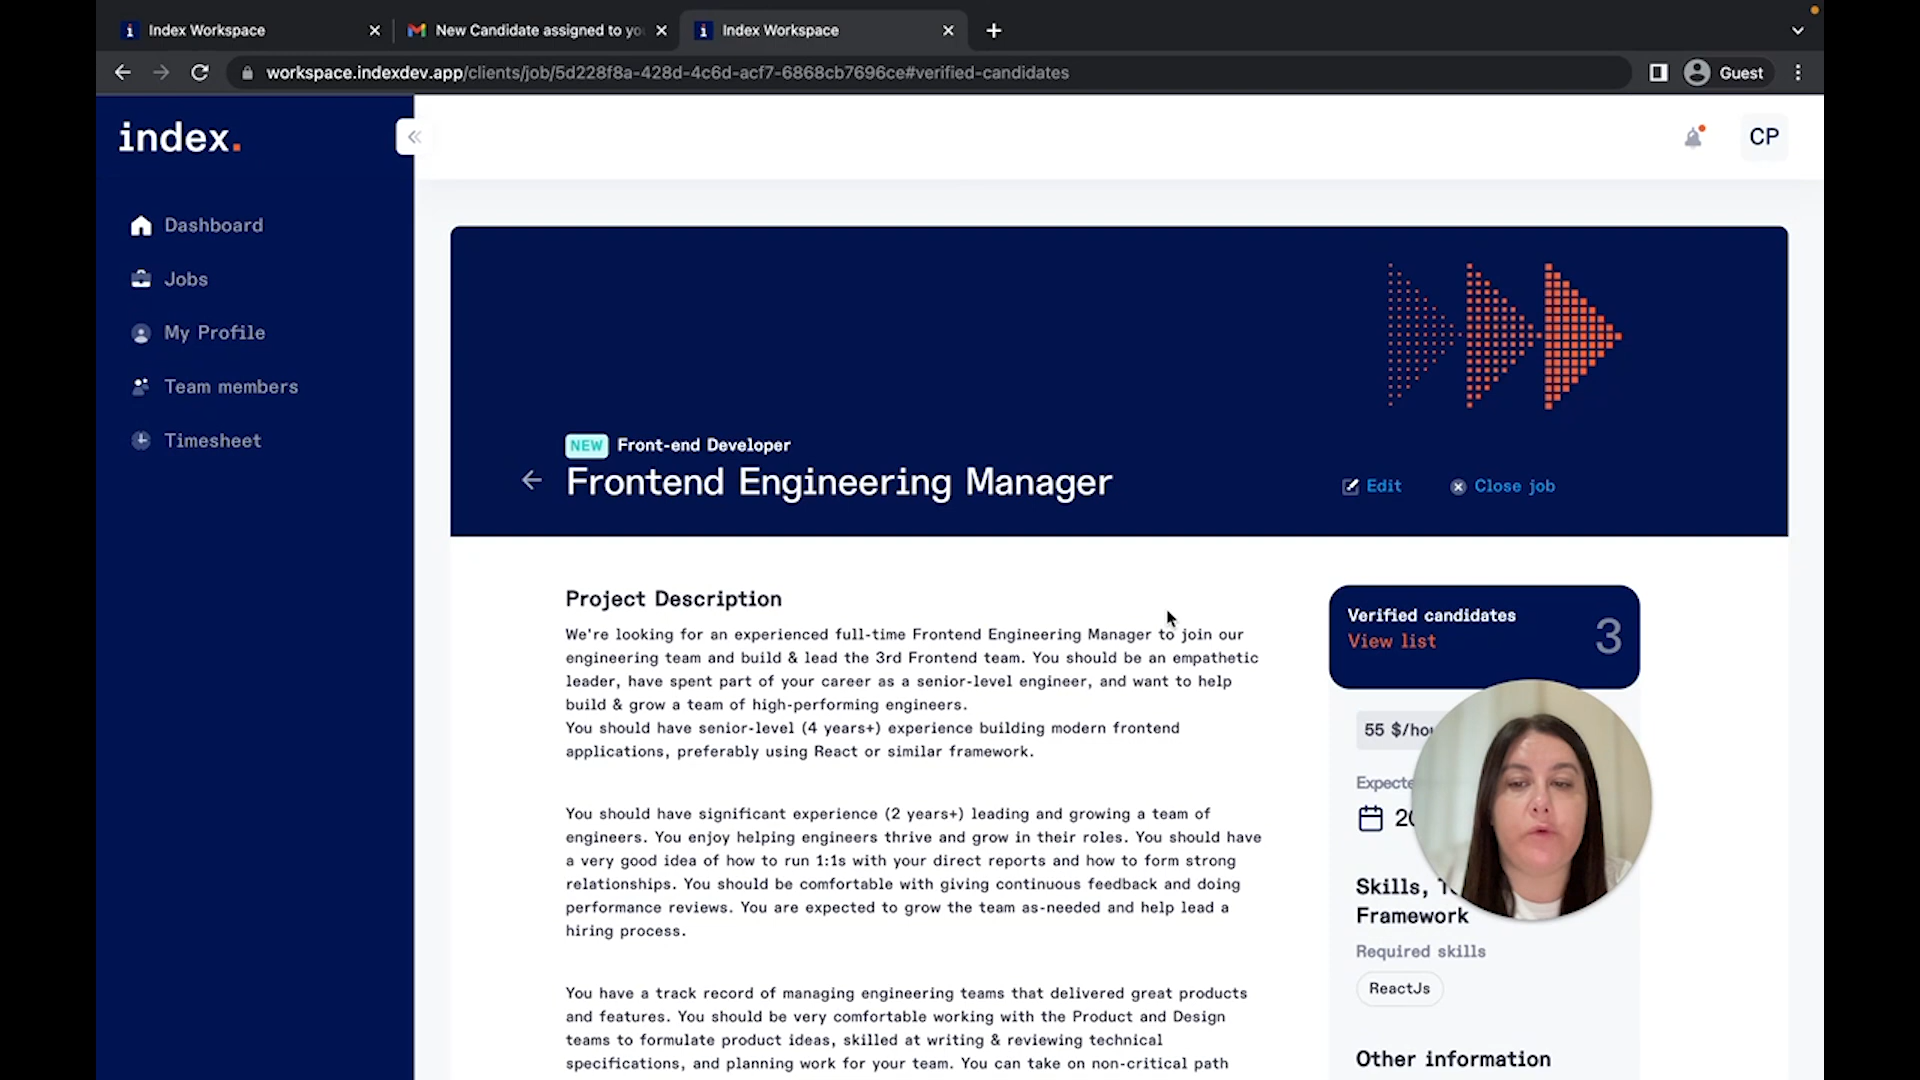 Index Workspace
New Candidate assigned to yo
Index Workspace
workspace.indexdev.app/clients/job/5d228f8a-428d-4c6d-acf7-6868cb7696ce#verified-candidates
Guest
index.
CP
Dashboard
Jobs
My Profile
Team members
Timesheet
NEW Front-end Developer
Frontend Engineering Manager
Edit
Close job
Project Description
We're looking for an experienced full-time Frontend Engineering Manager to join our
engineering team and build & lead the 3rd Frontend team. You should be an empathetic
leader, have spent part of your career as a senior-level engineer, and want to help
build & grow a team of high-performing engineers.
You should have senior-level (4 years+) experience building modern frontend
applications, preferably using React or similar framework.
You should have significant experience (2 years+) leading and growing a team of
engineers. You enjoy helping engineers thrive and grow in their roles. You should have
a very good idea of how to run 1:1s with your direct reports and how to form strong
relationships. You should be comfortable with giving continuous feedback and doing
performance reviews. You are expected to grow the team as-needed and help lead a
hiring process.
You have a track record of managing engineering teams that delivered great products
and features. You should be very comfortable working with the Product and Design
teams to formulate product ideas, skilled at writing & reviewing technical
specifications, and planning work for your team. You can take on non-critical path
Verified candidates
View list
3
55 $/hou
Expecte
20
Skills, T
Framework
Required skills
ReactJs
Other information